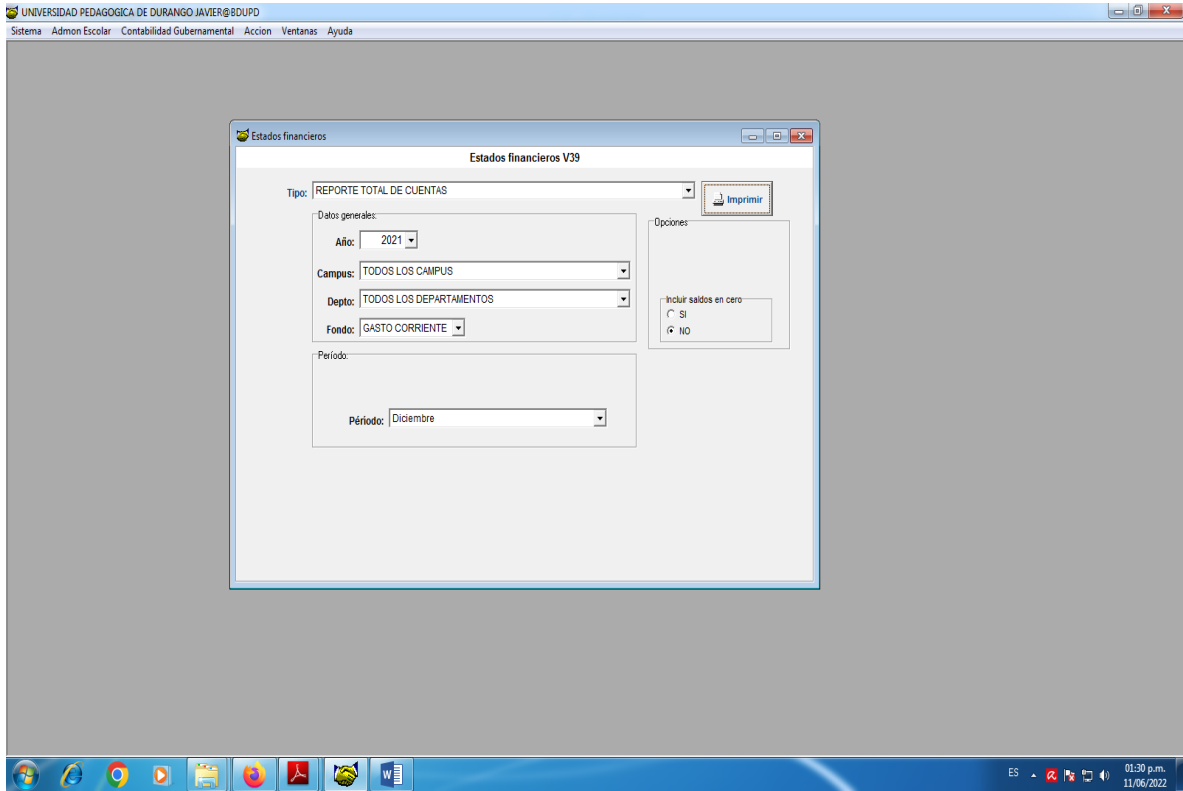 UNIVERSIDAD PEDAGOGICA DE DURANGO JAVIER@BDUPD
Sistema Admon Escolar Contabilidad Gubernamental Accion Ventanas Ayuda
Estados financieros
Estados financieros V39
Tipo: REPORTE TOTAL DE CUENTAS
Imprimir
Datos generales:
Año: 2021
Campus: TODOS LOS CAMPUS
Depto: TODOS LOS DEPARTAMENTOS
Fondo: GASTO CORRIENTE
Opciones
Incluir saldos en cero
SI
NO
Período:
Périodo: Diciembre
ES
01:30 p.m.
11/06/2022